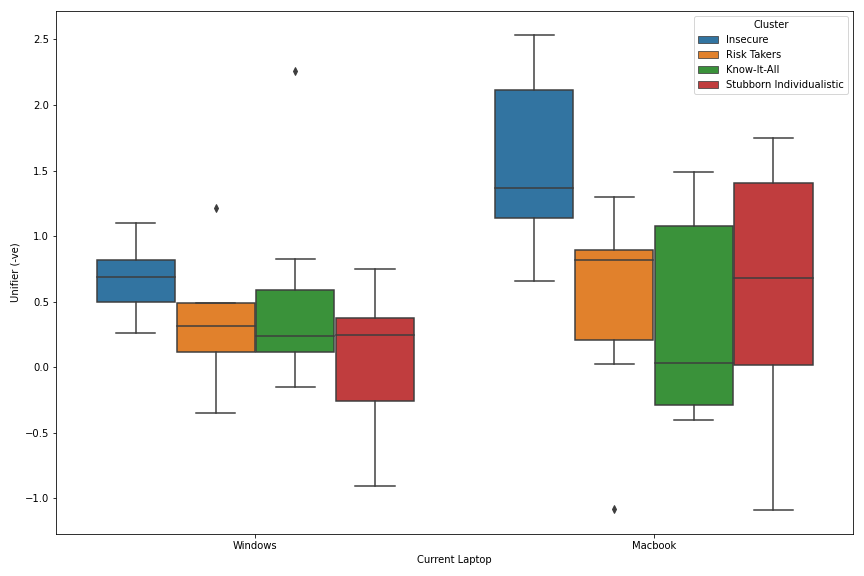 Cluster
Insecure
Risk Takers
Know-It-All
Stubborn Individualistic
2.5
2.0
1.5
1.0
0.5
0.0
−0.5
−1.0
Unifier (-ve)
Windows
Macbook
Current Laptop